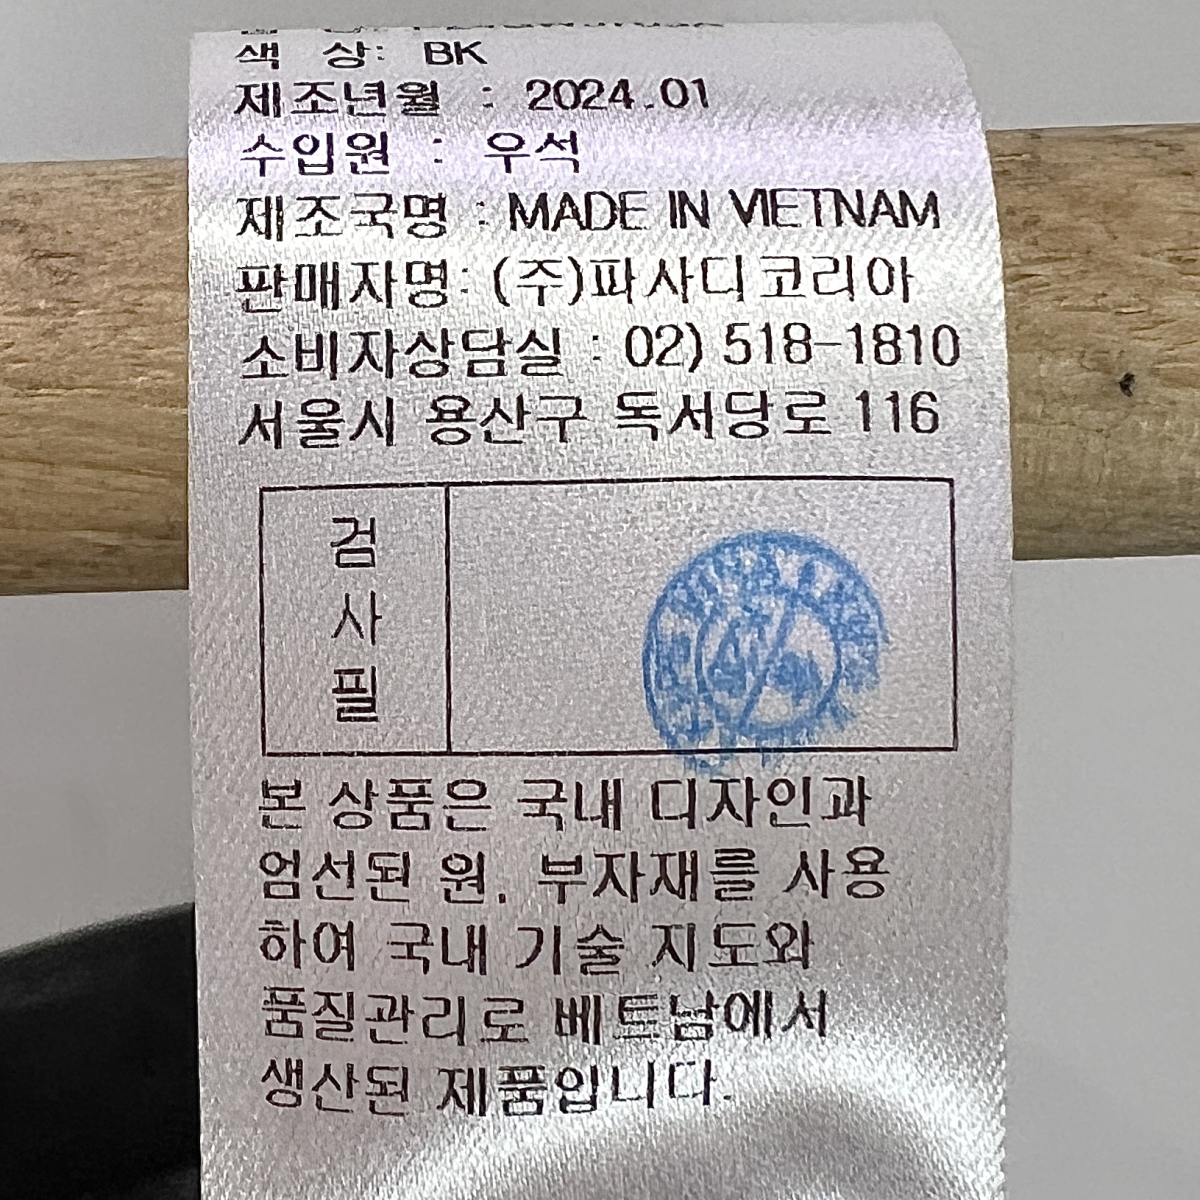 색 상: BK
제조년월 : 2024.01
수입원 : 우석
제조국명 : MADE IN VIETNAM
판매자명: (주)파사디코리아
소비자상담실 : 02) 518-1810
서울시 용산구 독서당로 116
검
사
필
본 상품은 국내 디자인과
엄선된 원, 부자재를 사용
하여 국내 기술 지도와
품질관리로 베트남에서
생산된 제품입니다.